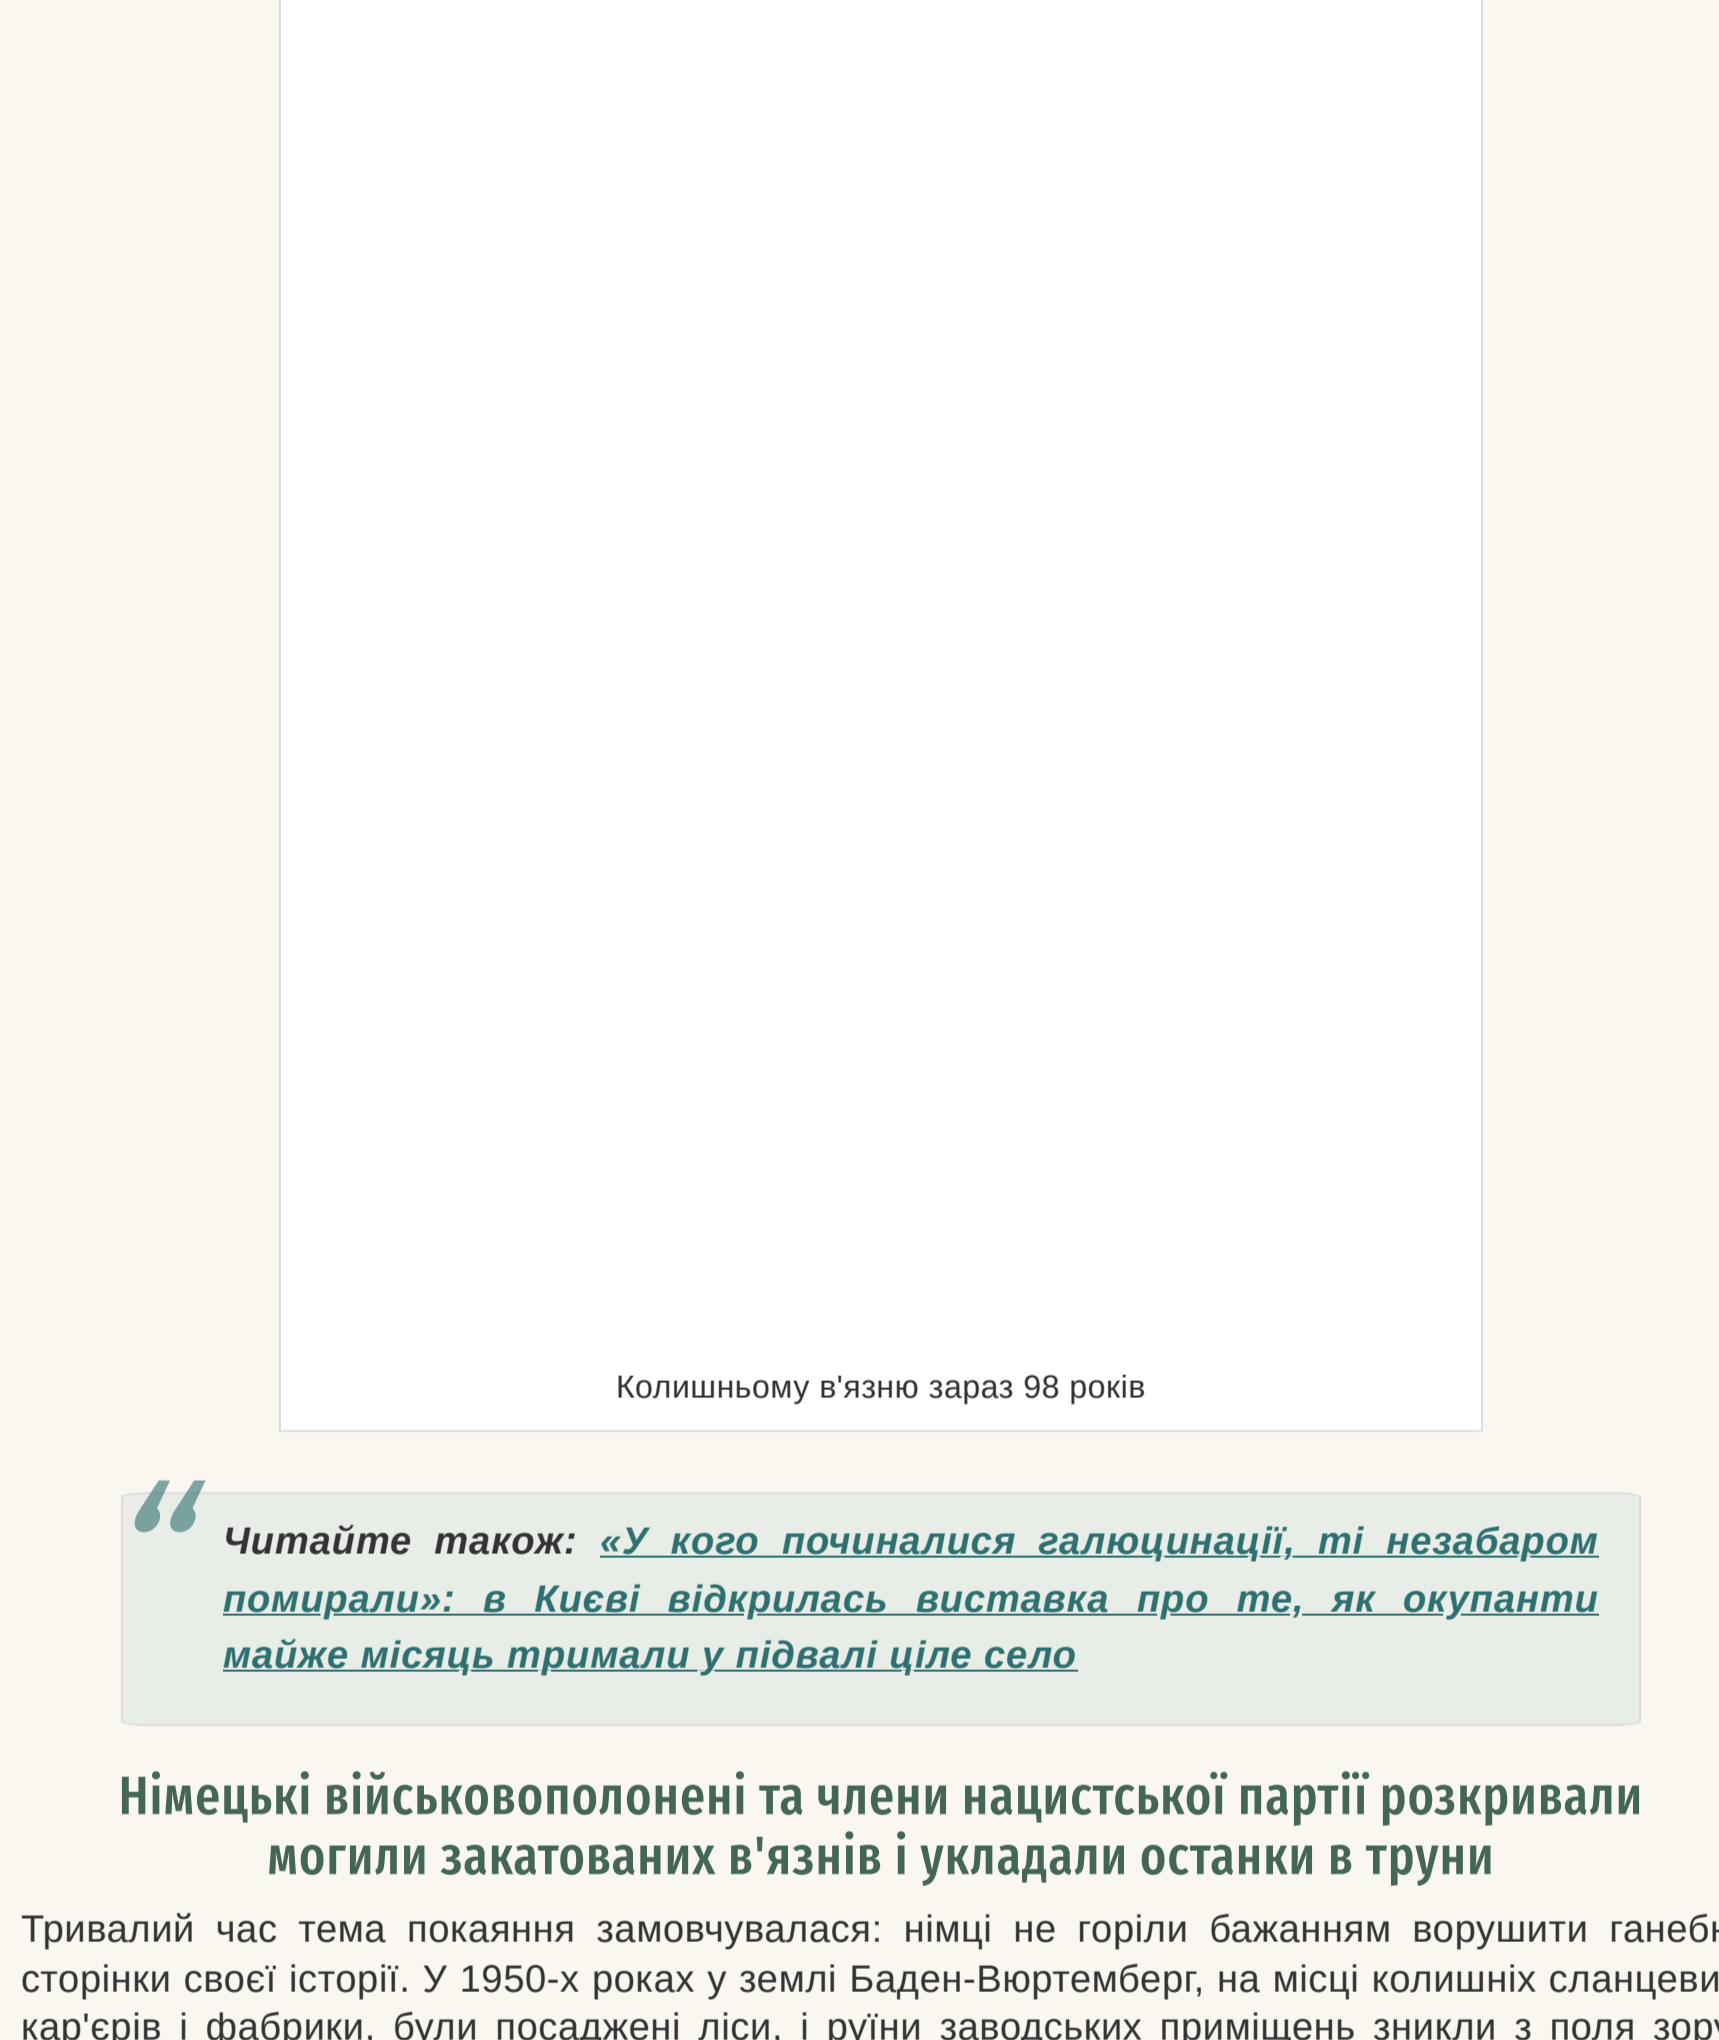 Колишньому в'язню зараз 98 років
Читайте також: «У кого починалися галюцинації, ті незабаром
помирали»: в Києві відкрилась виставка про те, як окупанти
майже місяць тримали у підвалі ціле село
Німецькі військовополонені та члени нацистської партії розкривали
могили закатованих в'язнів і укладали останки в труни
Тривалий час тема покаяння замовчувалася: німці не горіли бажанням ворушити
сторінки своєї історії. У 1950-х роках у землі Баден-Вюртемберг, на місці колишніх
кар'єрів і фабрики, були посаджені ліси, і руїни заводських приміщень зникли з поля